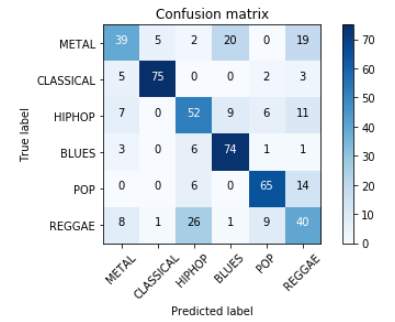 Confusion matrix
METAL 39 5 2 20 0 19
CLASSICAL 5 75 0 0 2 3
HIPHOP 7 0 52 9 6 11
BLUES 3 0 6 74 1 1
POP 0 0 6 0 65 14
REGGAE 8 1 26 1 9 40
METAL CLASSICAL HIPHOP BLUES POP REGGAE
True label
Predicted label
70
60
50
40
30
20
10
0